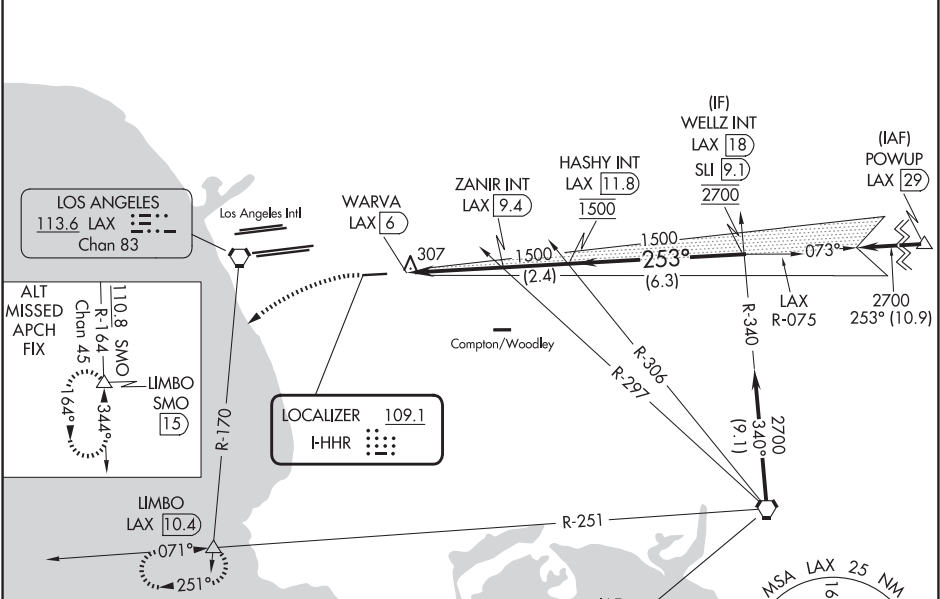 (IF)
WELLZ INT
LAX 18
SLI 9.1
2700
(IAF)
POWUP
LAX 29
HASHY INT
LAX 11.8
1500
ZANIR INT
LAX 9.4
WARVA
LAX 6
LOS ANGELES
113.6 LAX
Chan 83
Los Angeles Intl
307
1500
(2.4)
1500
253°
(6.3)
073°
LAX
R-075
2700
253° (10.9)
ALT
MISSED
APCH
FIX
110.8 SMO
Chan 45
R-164
LIMBO
SMO
15
164°
344°
R-170
Compton/Woodley
R-306
R-297
R-340
2700
340°
(9.1)
LOCALIZER 109.1
I-HHR
LIMBO
LAX 10.4
071°
251°
R-251
MSA LAX 25 NM